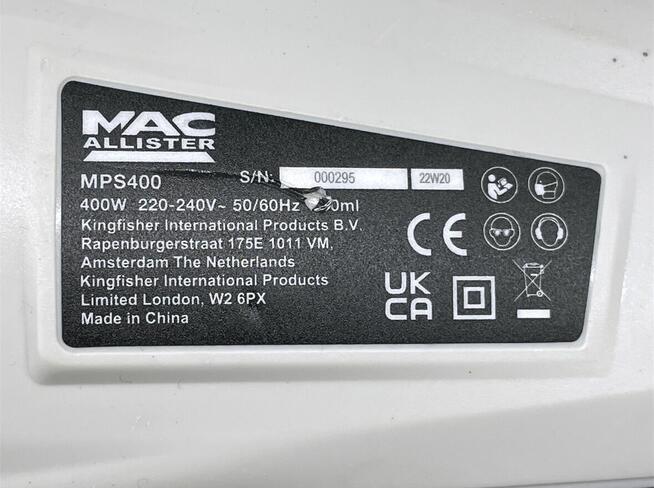 MAC
ALLISTER
MPS400 S/N: 000295 22W20
400W 220-240V~ 50/60Hz
Kingfisher International Products B.V.
Rapenburgerstraat 175E 1011 VM,
Amsterdam The Netherlands
Kingfisher International Products
Limited London, W2 6PX
Made in China
CE
UK
CA